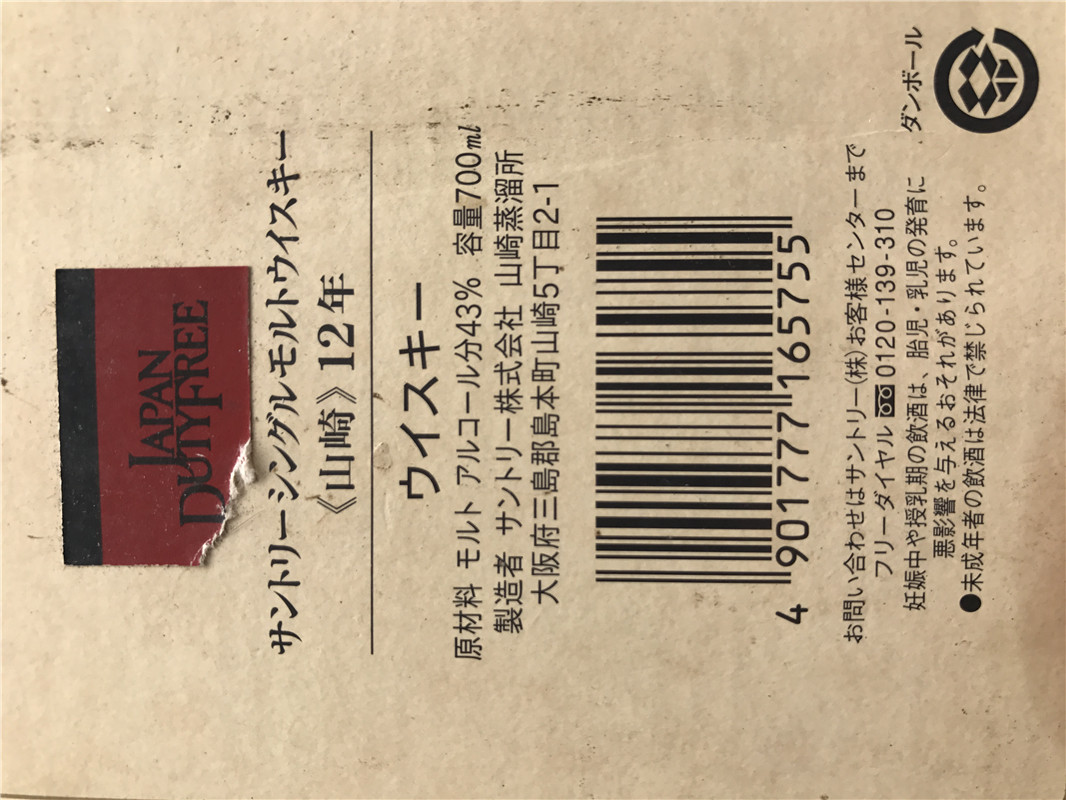 JAPAN
DUTYFREE
サントリーシングルモルトウイスキー
《山崎》12年
ウイスキー
原材料 モルト アルコール分43% 容量700ml
製造者 サントリー株式会社 山崎蒸溜所
大阪府三島郡島本町山崎5丁目2-1
4 901777 165755
お問い合わせはサントリー(株)お客様センターまで
フリーダイヤル 0120-139-310
妊娠中や授乳期の飲酒は、胎児・乳児の発育に
悪影響を与えるおそれがあります。
●未成年者の飲酒は法律で禁じられています。
ダンボール